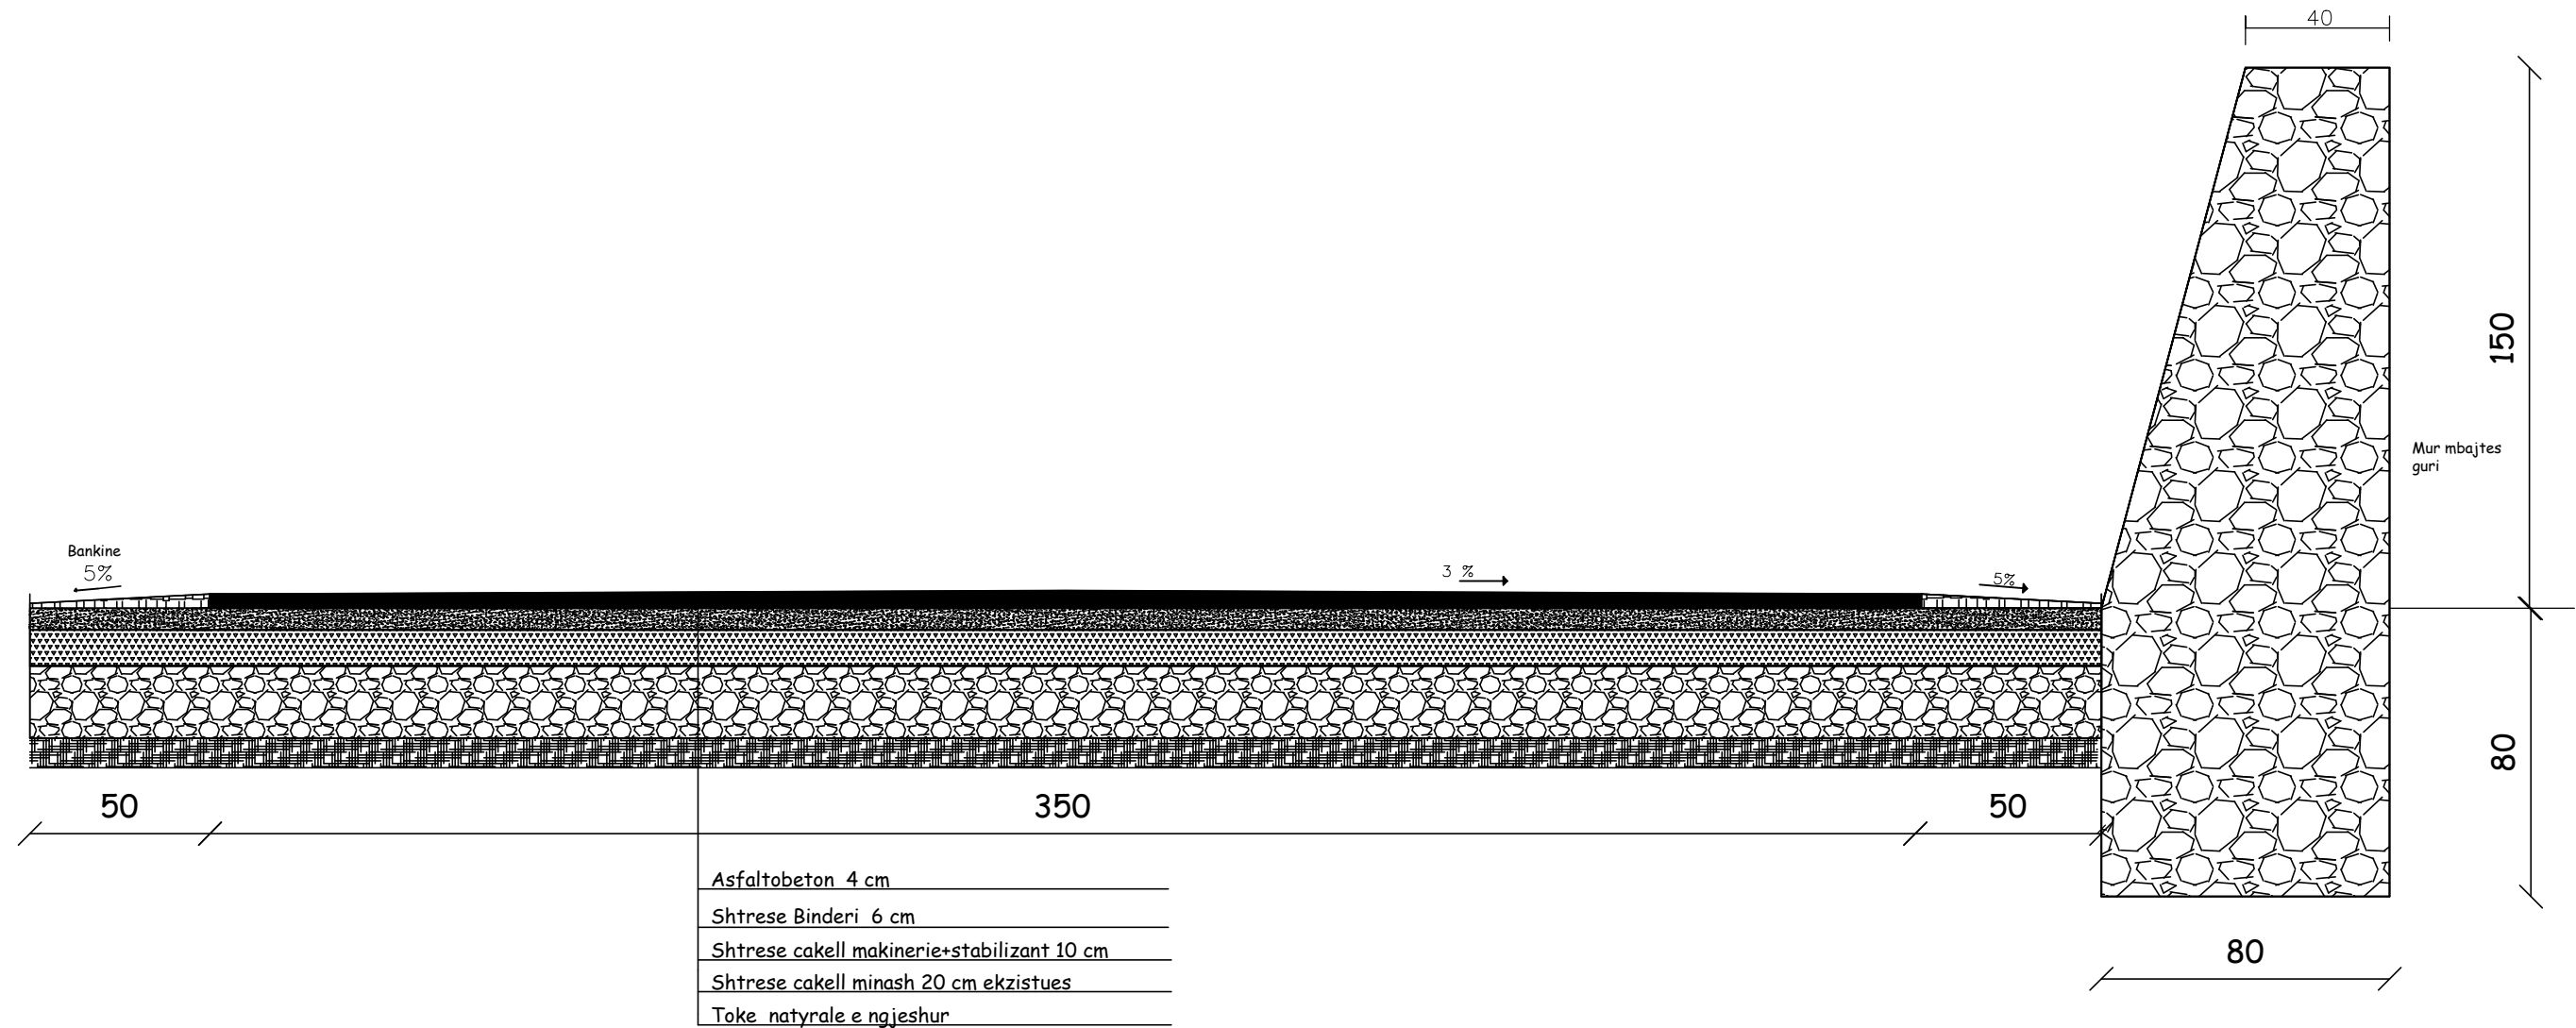 40
150
Mur mbajtes
guri
Bankine
5%
3 %
5%
80
50
350
50
Asfaltobeton 4 cm
Shtrese Binderi 6 cm
Shtrese cakell makinerie+stabilizant 10 cm
Shtrese cakell minash 20 cm ekzistues
Toke natyrale e ngjeshur
80